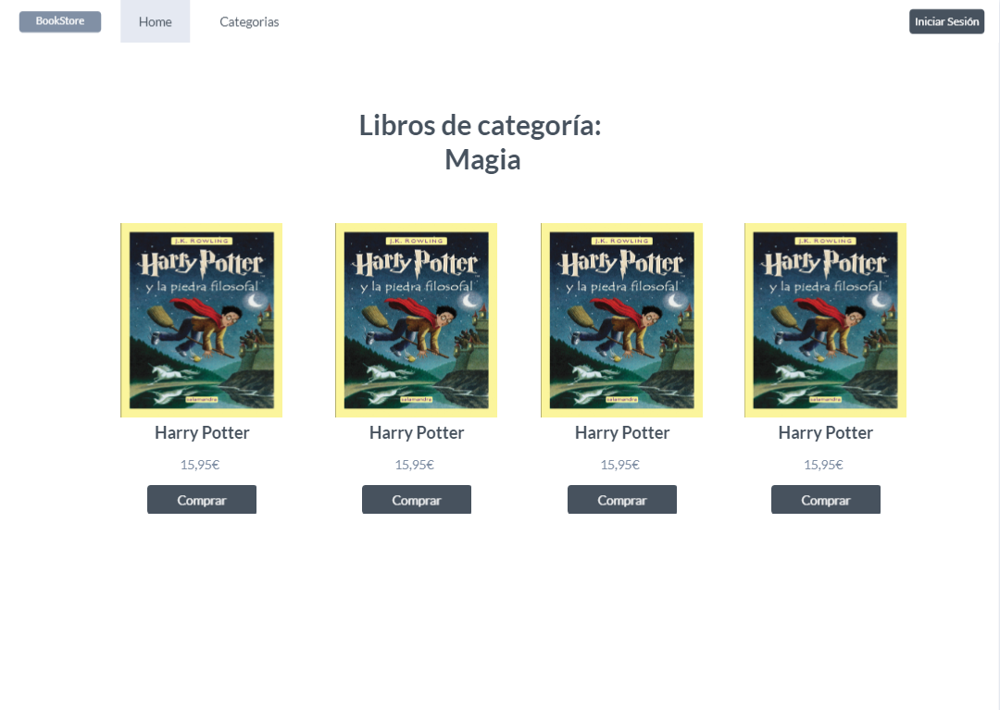 BookStore
Home
Categorias
Iniciar Sesión
Libros de categoría:
Magia
J.K. ROWLING
Harry Potter
y la piedra filosofal
salamandra
J.K. ROWLING
Harry Potter
y la piedra filosofal
salamandra
J.K. ROWLING
Harry Potter
y la piedra filosofal
salamandra
J.K. ROWLING
Harry Potter
y la piedra filosofal
salamandra
Harry Potter
Harry Potter
Harry Potter
Harry Potter
15,95€
15,95€
15,95€
15,95€
Comprar
Comprar
Comprar
Comprar